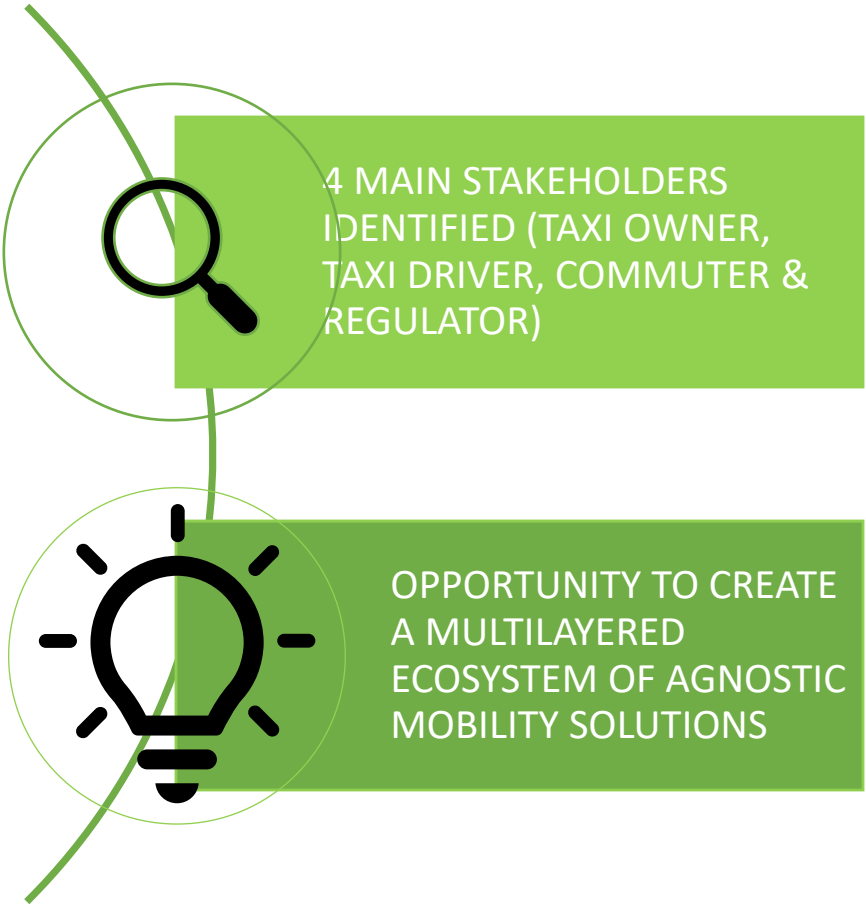 4 MAIN STAKEHOLDERS
IDENTIFIED (TAXI OWNER,
TAXI DRIVER, COMMUTER &
REGULATOR)
OPPORTUNITY TO CREATE
A MULTILAYERED
ECOSYSTEM OF AGNOSTIC
MOBILITY SOLUTIONS